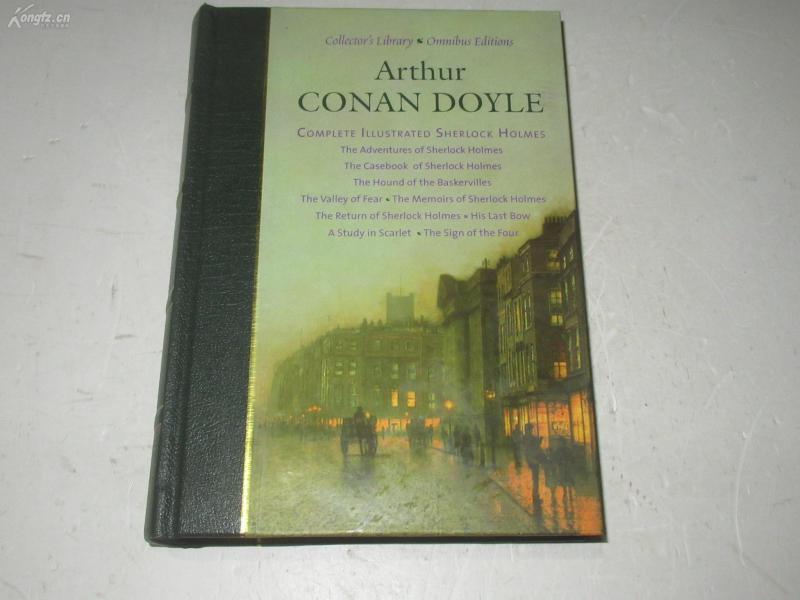 Kongfz.cn
Collector's Library • Omnibus Editions
Arthur
CONAN DOYLE
COMPLETE ILLUSTRATED SHERLOCK HOLMES
The Adventures of Sherlock Holmes
The Casebook of Sherlock Holmes
The Hound of the Baskervilles
The Valley of Fear • The Memoirs of Sherlock Holmes
The Return of Sherlock Holmes • His Last Bow
A Study in Scarlet • The Sign of the Four